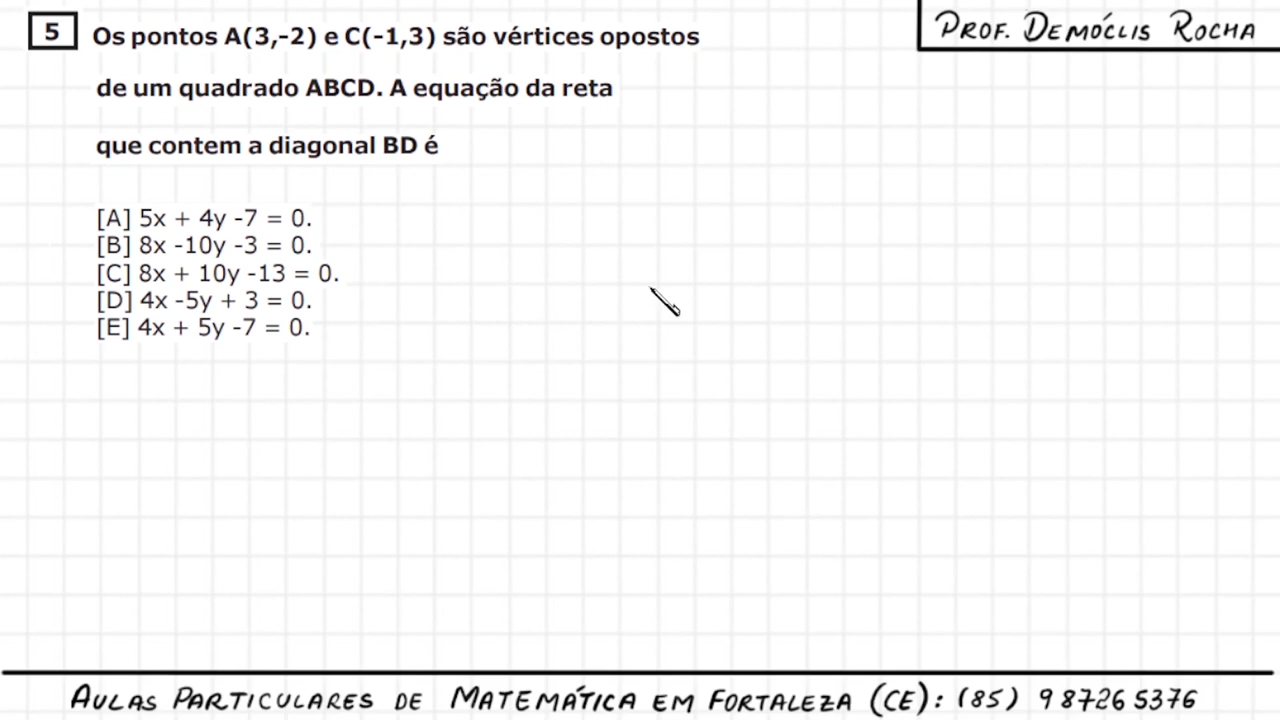 5 Os pontos A(3,-2) e C(-1,3) são vértices opostos
PROF. DEMÓCLIS ROCHA
de um quadrado ABCD. A equação da reta
que contem a diagonal BD é
[A] 5x + 4y -7 = 0.
[B] 8x -10y -3 = 0.
[C] 8x + 10y -13 = 0.
[D] 4x -5y + 3 = 0.
[E] 4x + 5y -7 = 0.
AULAS PARTICULARES DE MATEMÁTICA EM FORTALEZA (CE): (85) 9 8726 5376